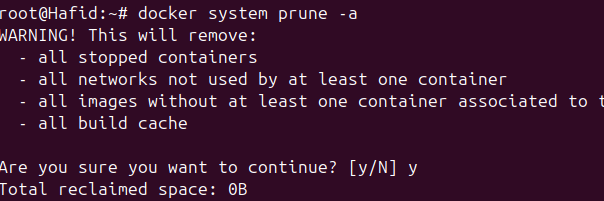 root@Hafid:~# docker system prune -a
WARNING! This will remove:
  - all stopped containers
  - all networks not used by at least one container
  - all images without at least one container associated to t
  - all build cache

Are you sure you want to continue? [y/N] y
Total reclaimed space: 0B